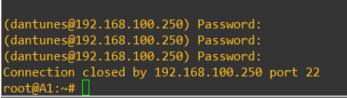 (dantunes@192.168.100.250) Password:
(dantunes@192.168.100.250) Password:
(dantunes@192.168.100.250) Password:
Connection closed by 192.168.100.250 port 22
root@A1:~#